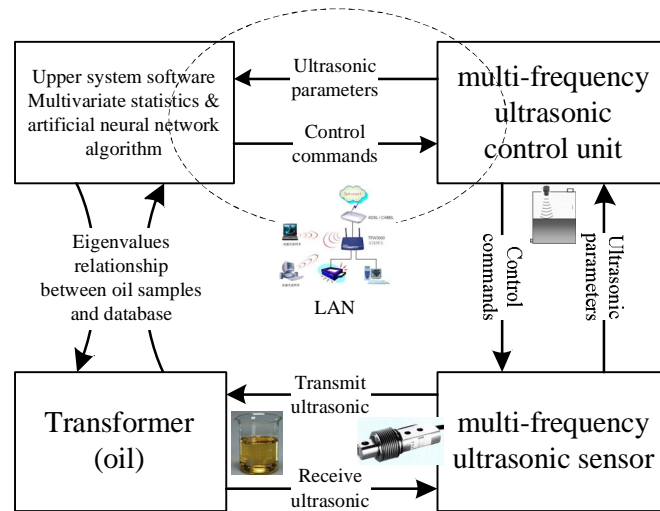 Upper system software
Multivariate statistics &
artificial neural network
algorithm
Ultrasonic
parameters
Control
commands
multi-frequency
ultrasonic
control unit
Eigenvalues
relationship
between oil samples
and database
LAN
Control
commands
Ultrasonic
parameters
Transformer
(oil)
Transmit
ultrasonic
Receive
ultrasonic
multi-frequency
ultrasonic sensor